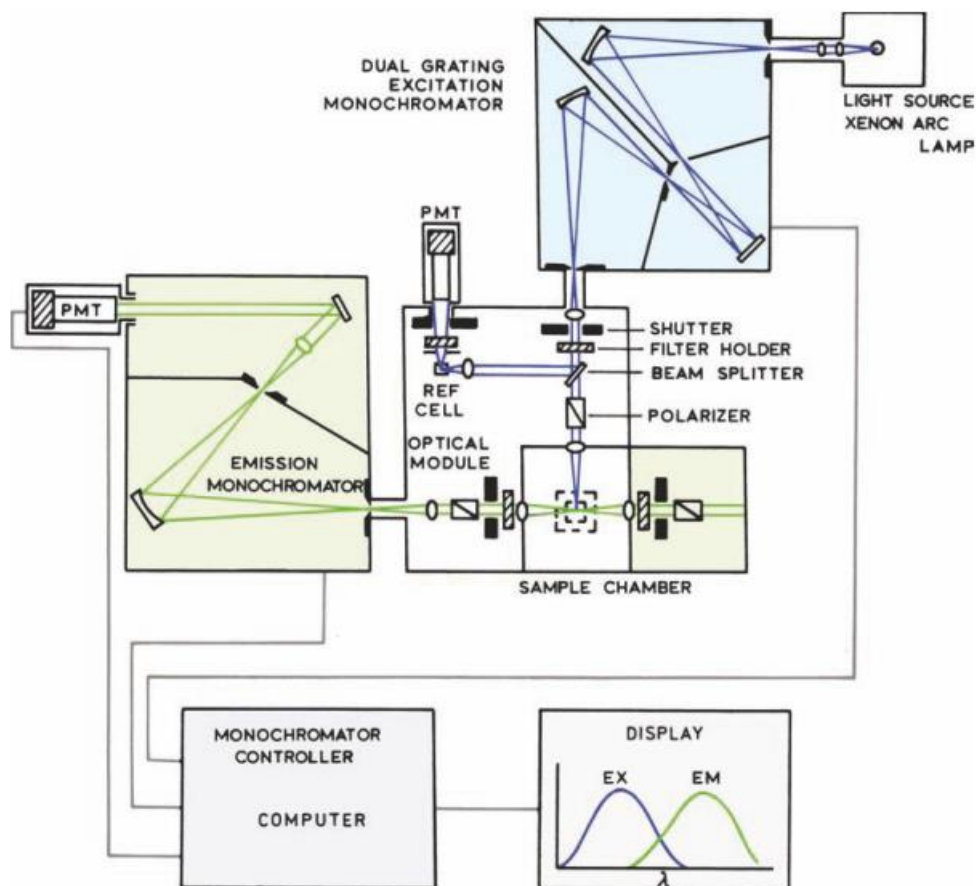 DUAL GRATING
EXCITATION
MONOCHROMATOR
LIGHT SOURCE
XENON ARC
LAMP
PMT
PMT
SHUTTER
FILTER HOLDER
BEAM SPLITTER
REF
CELL
POLARIZER
OPTICAL
MODULE
EMISSION
MONOCHROMATOR
SAMPLE CHAMBER
MONOCHROMATOR
CONTROLLER
COMPUTER
DISPLAY
EX
EM
λ